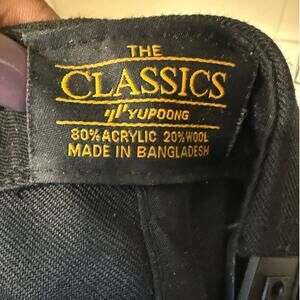 THE
CLASSICS
YUPOONG
80% ACRYLIC 20% WOOL
MADE IN BANGLADESH